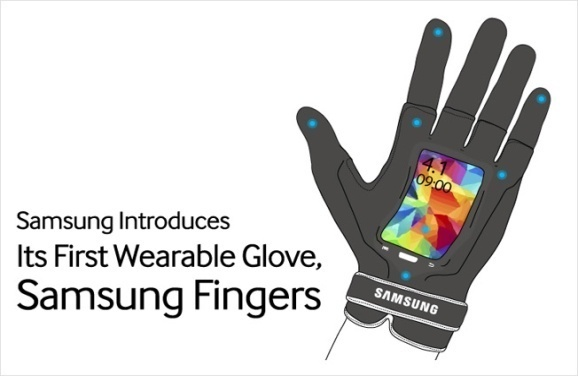 Samsung Introduces
Its First Wearable Glove,
Samsung Fingers
4.1
09:00
SAMSUNG